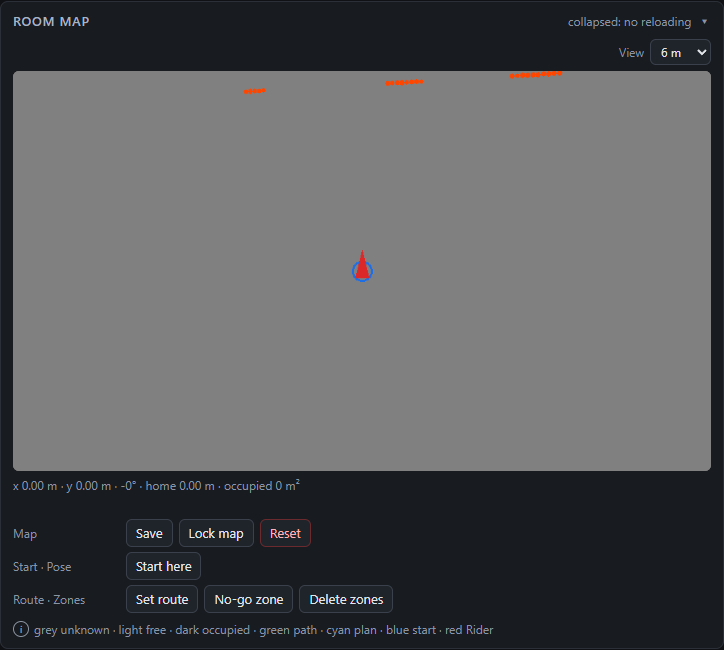 ROOM MAP
collapsed: no reloading ▾
View 6 m
x 0.00 m · y 0.00 m · -0° · home 0.00 m · occupied 0 m²
Map Save Lock map Reset
Start · Pose Start here
Route · Zones Set route No-go zone Delete zones
i grey unknown · light free · dark occupied · green path · cyan plan · blue start · red Rider